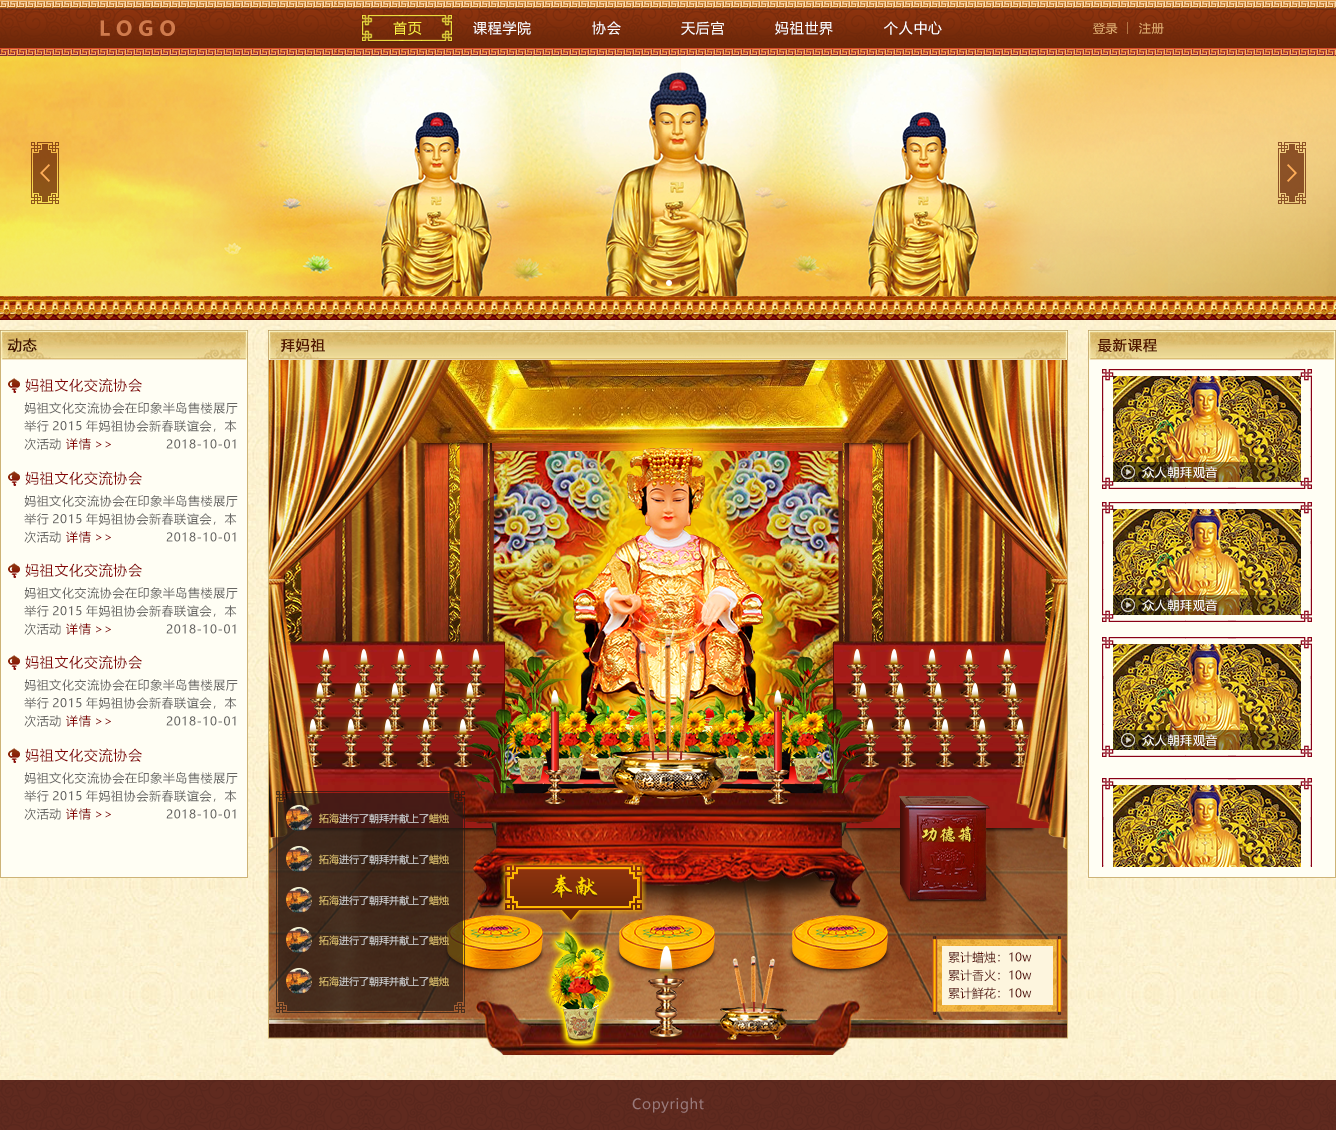 LOGO
首页
课程学院
协会
天后宫
妈祖世界
个人中心
登录 | 注册
卍
卍
卍
动态
妈祖文化交流协会
妈祖文化交流协会在印象半岛售楼展厅
举行 2015 年妈祖协会新春联谊会，本
次活动 详情 >> 2018-10-01
妈祖文化交流协会
妈祖文化交流协会在印象半岛售楼展厅
举行 2015 年妈祖协会新春联谊会，本
次活动 详情 >> 2018-10-01
妈祖文化交流协会
妈祖文化交流协会在印象半岛售楼展厅
举行 2015 年妈祖协会新春联谊会，本
次活动 详情 >> 2018-10-01
妈祖文化交流协会
妈祖文化交流协会在印象半岛售楼展厅
举行 2015 年妈祖协会新春联谊会，本
次活动 详情 >> 2018-10-01
妈祖文化交流协会
妈祖文化交流协会在印象半岛售楼展厅
举行 2015 年妈祖协会新春联谊会，本
次活动 详情 >> 2018-10-01
拜妈祖
拓海进行了朝拜并献上了蜡烛
拓海进行了朝拜并献上了蜡烛
拓海进行了朝拜并献上了蜡烛
拓海进行了朝拜并献上了蜡烛
拓海进行了朝拜并献上了蜡烛
奉献
功德箱
累计蜡烛：10w
累计香火：10w
累计鲜花：10w
最新课程
众人朝拜观音
众人朝拜观音
众人朝拜观音
Copyright